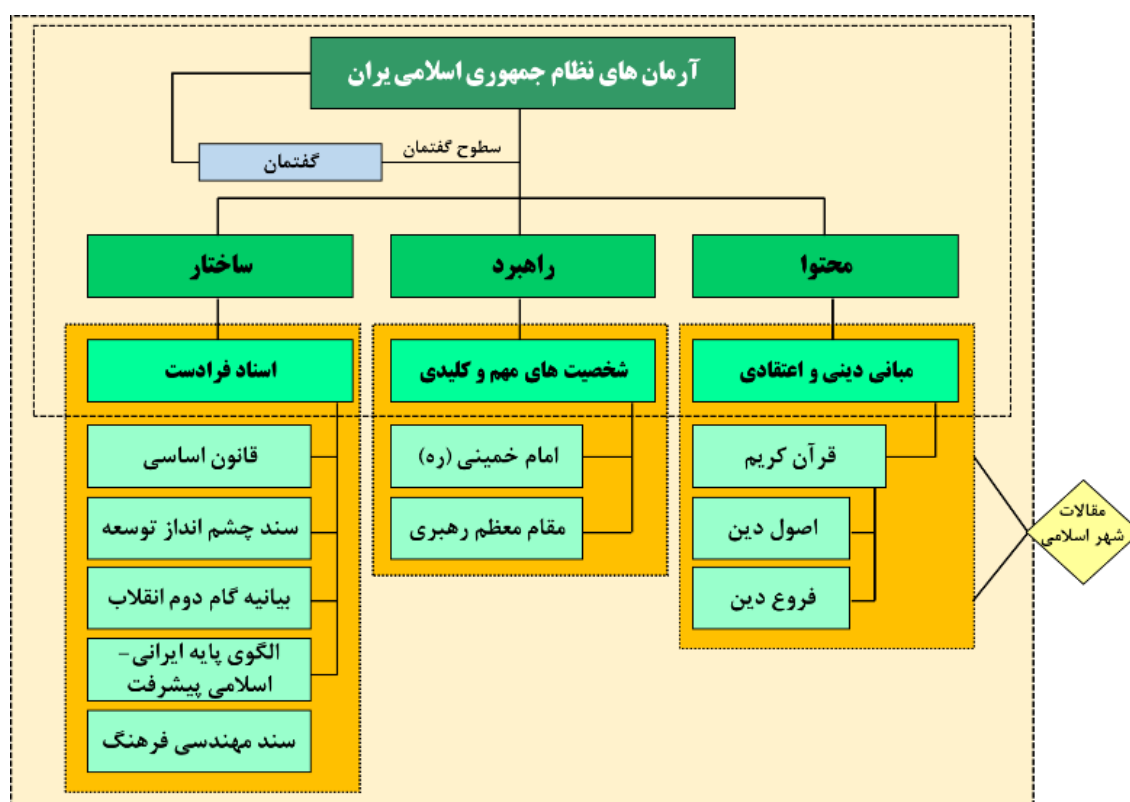 آرمان های نظام جمهوری اسلامی یران
سطوح گفتمان
گفتمان
محتوا
راهبرد
ساختار
مبانی دینی و اعتقادی
شخصیت های مهم و کلیدی
اسناد فرادست
قرآن کریم
اصول دین
فروع دین
امام خمینی (ره)
مقام معظم رهبری
قانون اساسی
سند چشم انداز توسعه
بیانیه گام دوم انقلاب
الگوی پایه ایرانی-
اسلامی پیشرفت
سند مهندسی فرهنگ
مقالات
شهر اسلامی